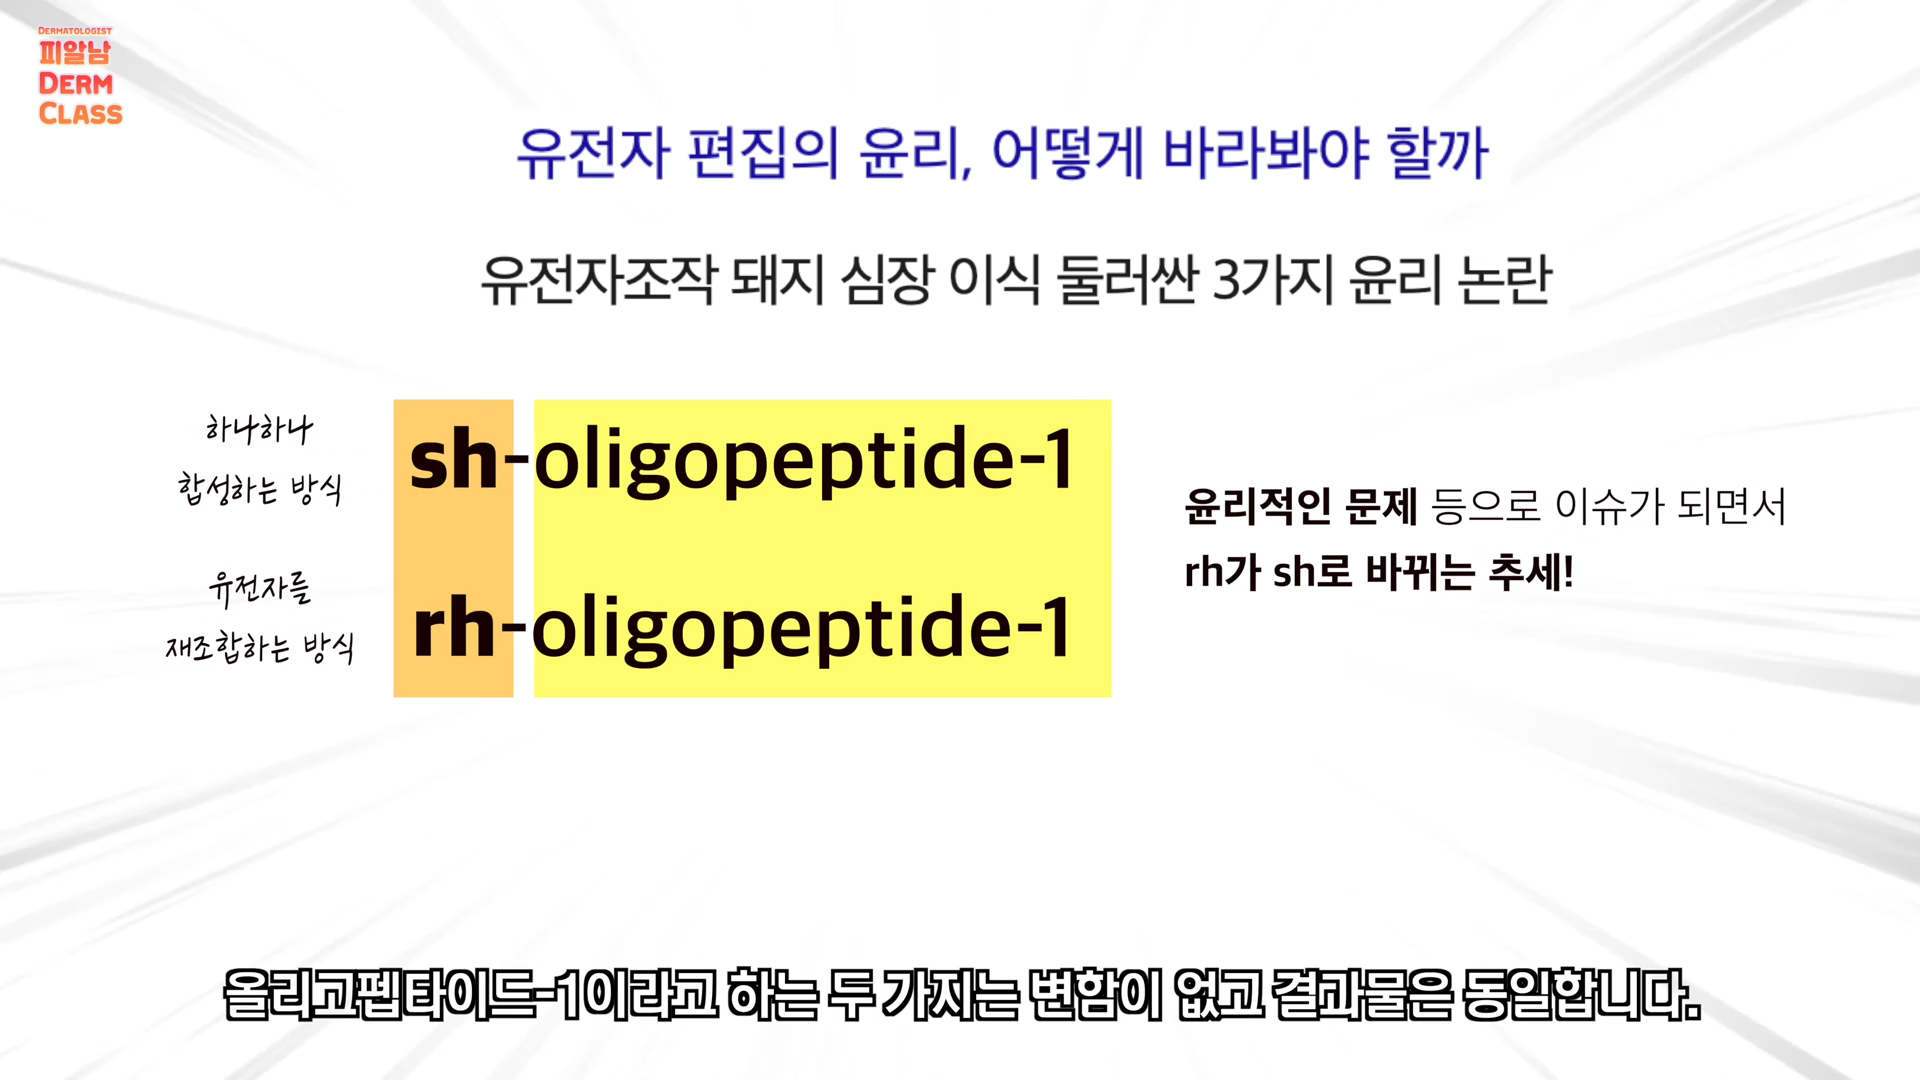 DERMATOLOGIST
피알남
DERM
CLASS
유전자 편집의 윤리, 어떻게 바라봐야 할까
유전자조작 돼지 심장 이식 둘러싼 3가지 윤리 논란
하나하나
합성하는 방식
sh-oligopeptide-1
유전자를
재조합하는 방식
rh-oligopeptide-1
윤리적인 문제 등으로 이슈가 되면서
rh가 sh로 바뀌는 추세!
올리고펩타이드-1이라고 하는 두 가지는 변함이 없고 결과물은 동일합니다.